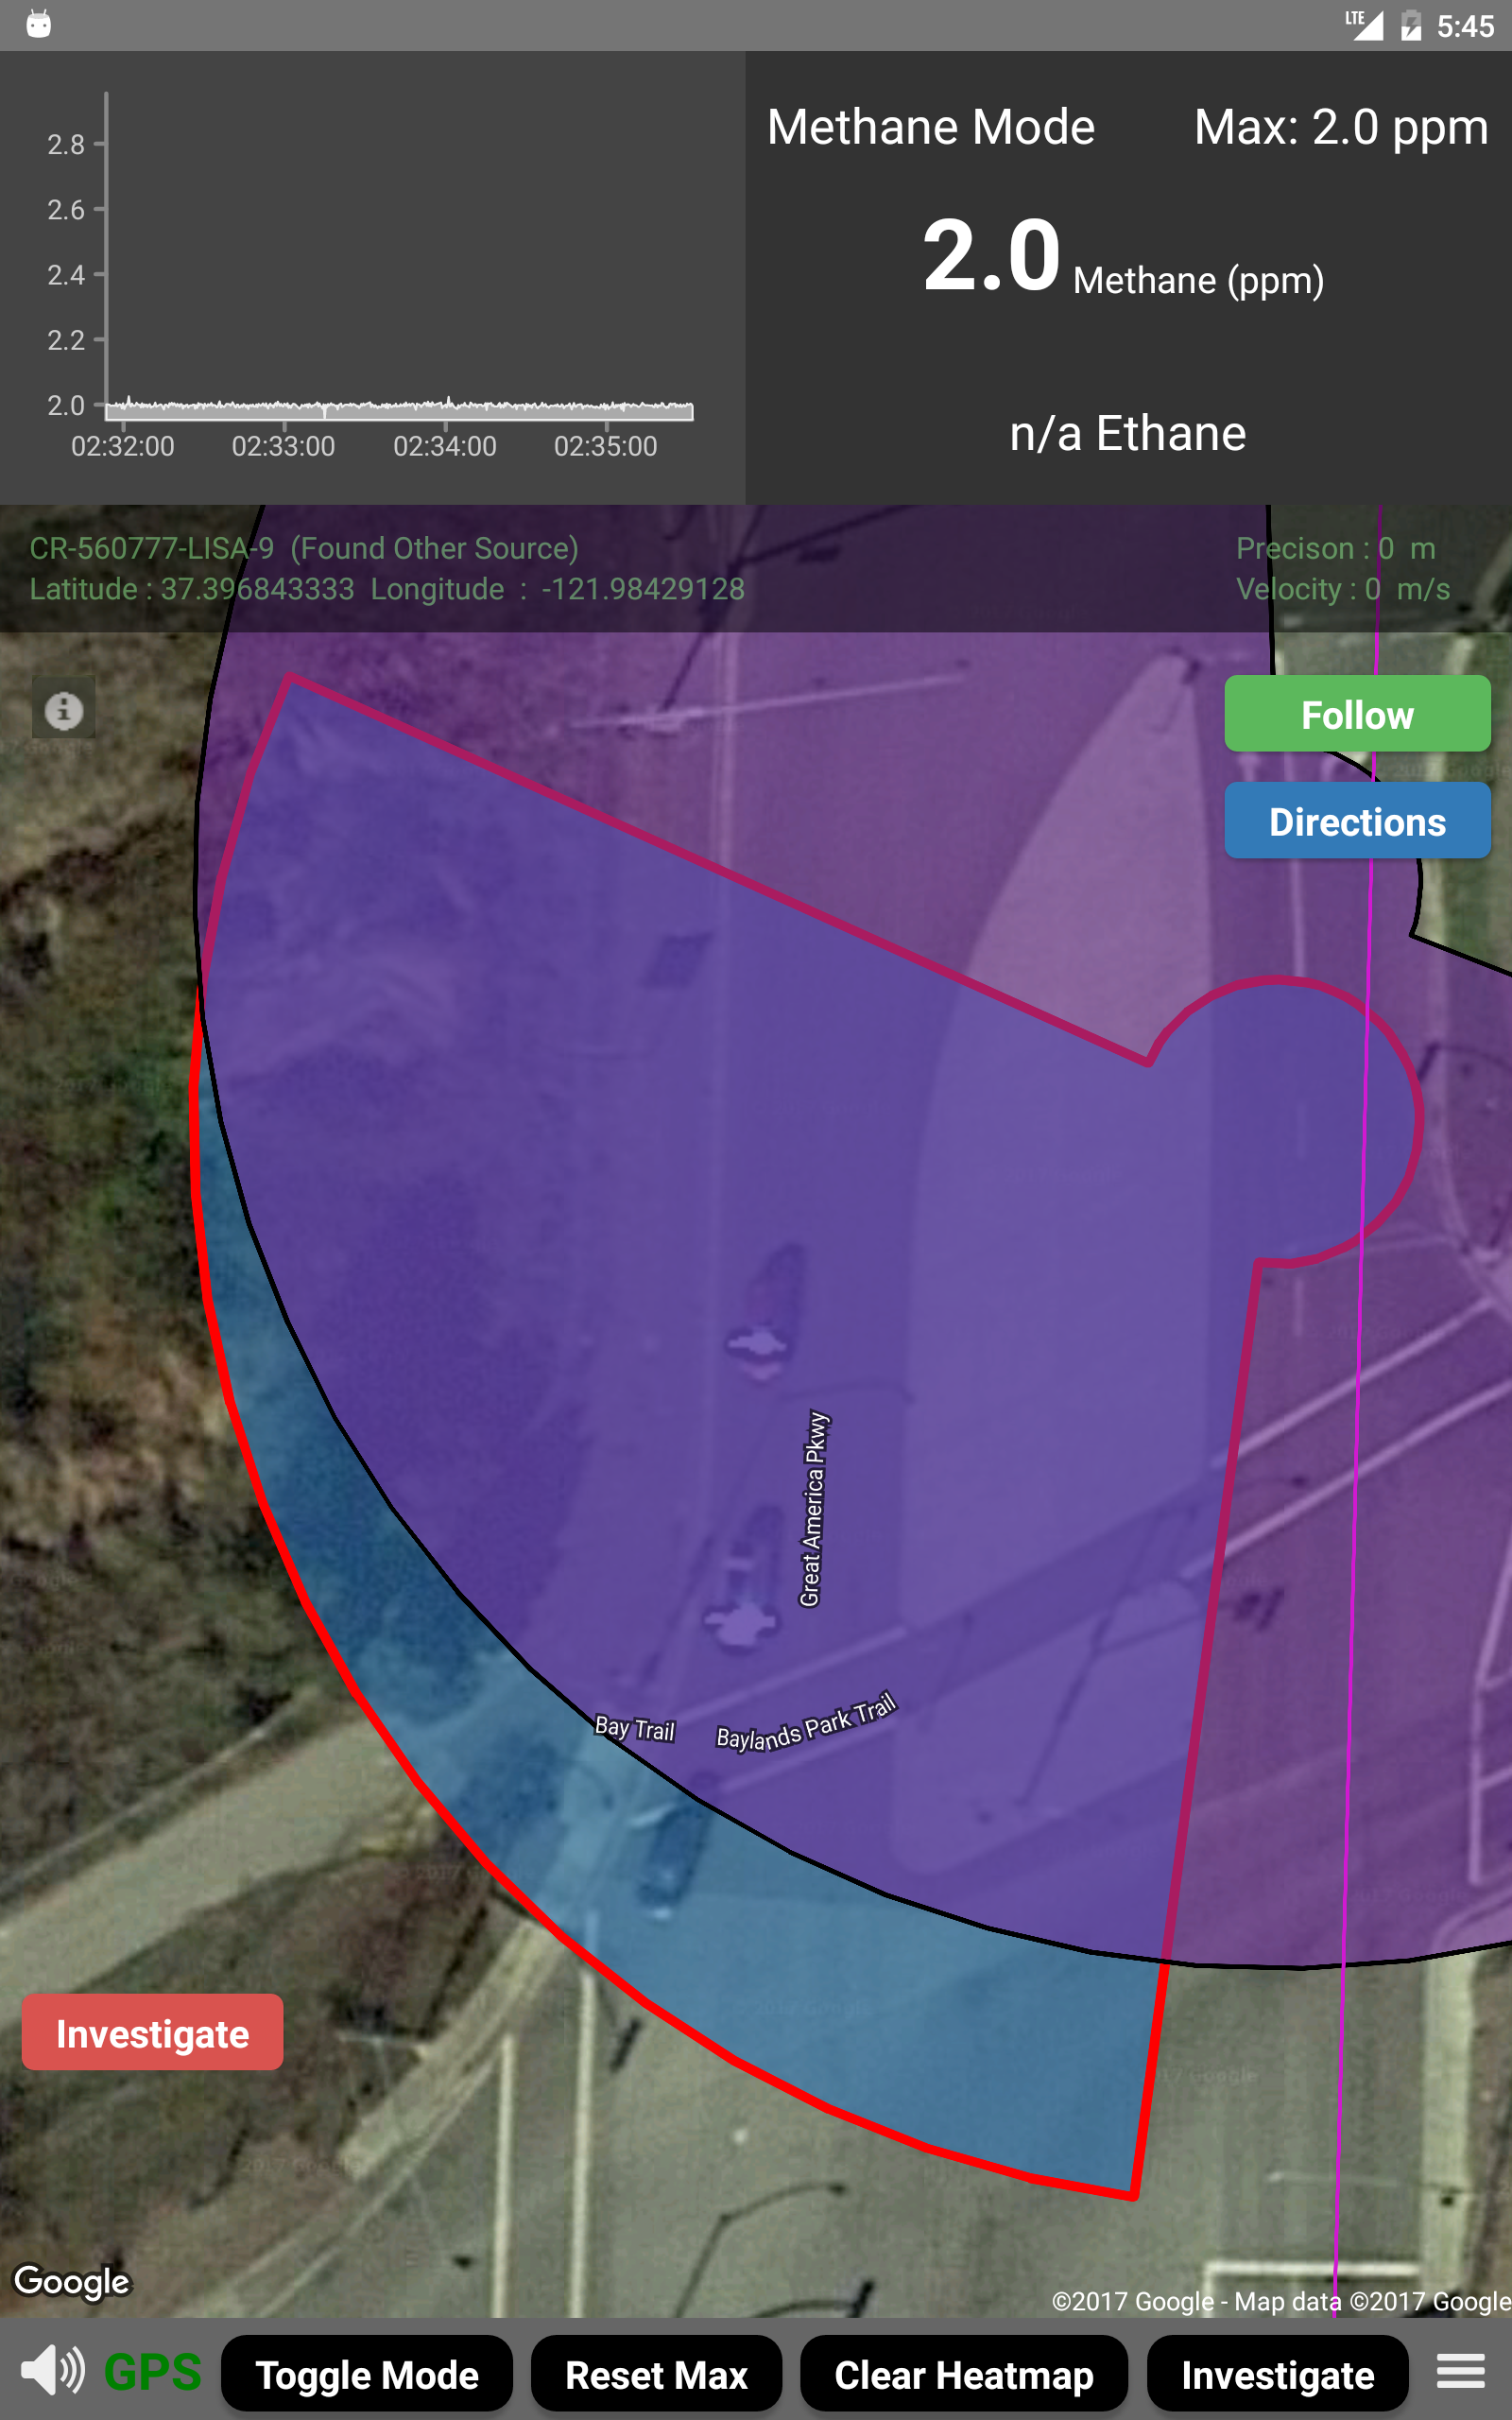 LTE 5:45
2.8
2.6
2.4
2.2
2.0
02:32:00 02:33:00 02:34:00 02:35:00
Methane Mode Max: 2.0 ppm
2.0 Methane (ppm)
n/a Ethane
CR-560777-LISA-9 (Found Other Source) Precison : 0 m
Latitude : 37.396843333 Longitude : -121.98429128 Velocity : 0 m/s
Follow
Directions
Great America Pkwy
Bay Trail
Baylands Park Trail
Investigate
Google
©2017 Google - Map data ©2017 Google
GPS Toggle Mode Reset Max Clear Heatmap Investigate